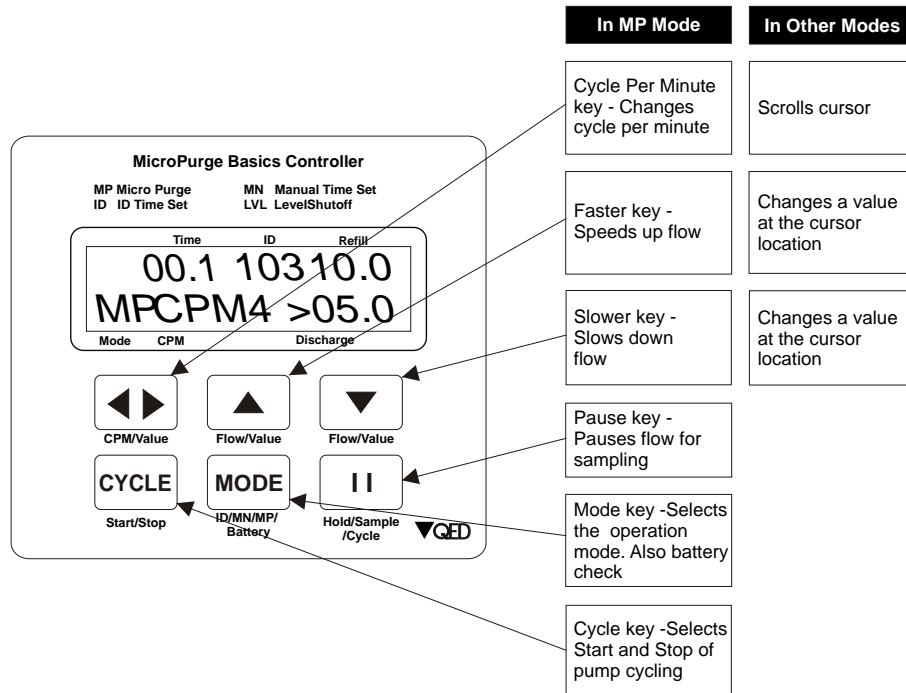 In MP Mode
In Other Modes
Cycle Per Minute
key - Changes
cycle per minute
Scrolls cursor
Faster key -
Speeds up flow
Changes a value
at the cursor
location
Slower key -
Slows down
flow
Changes a value
at the cursor
location
Pause key -
Pauses flow for
sampling
Mode key -Selects
the operation
mode. Also battery
check
Cycle key -Selects
Start and Stop of
pump cycling
MicroPurge Basics Controller
MP Micro Purge
MN Manual Time Set
ID ID Time Set
LVL LevelShutoff
Time ID Refill
00.1 103 10.0
MPCPM4 >05.0
Mode CPM Discharge
CPM/Value
Flow/Value
Flow/Value
CYCLE
MODE
Start/Stop
ID/MN/MP/
Battery
Hold/Sample
/Cycle
QED